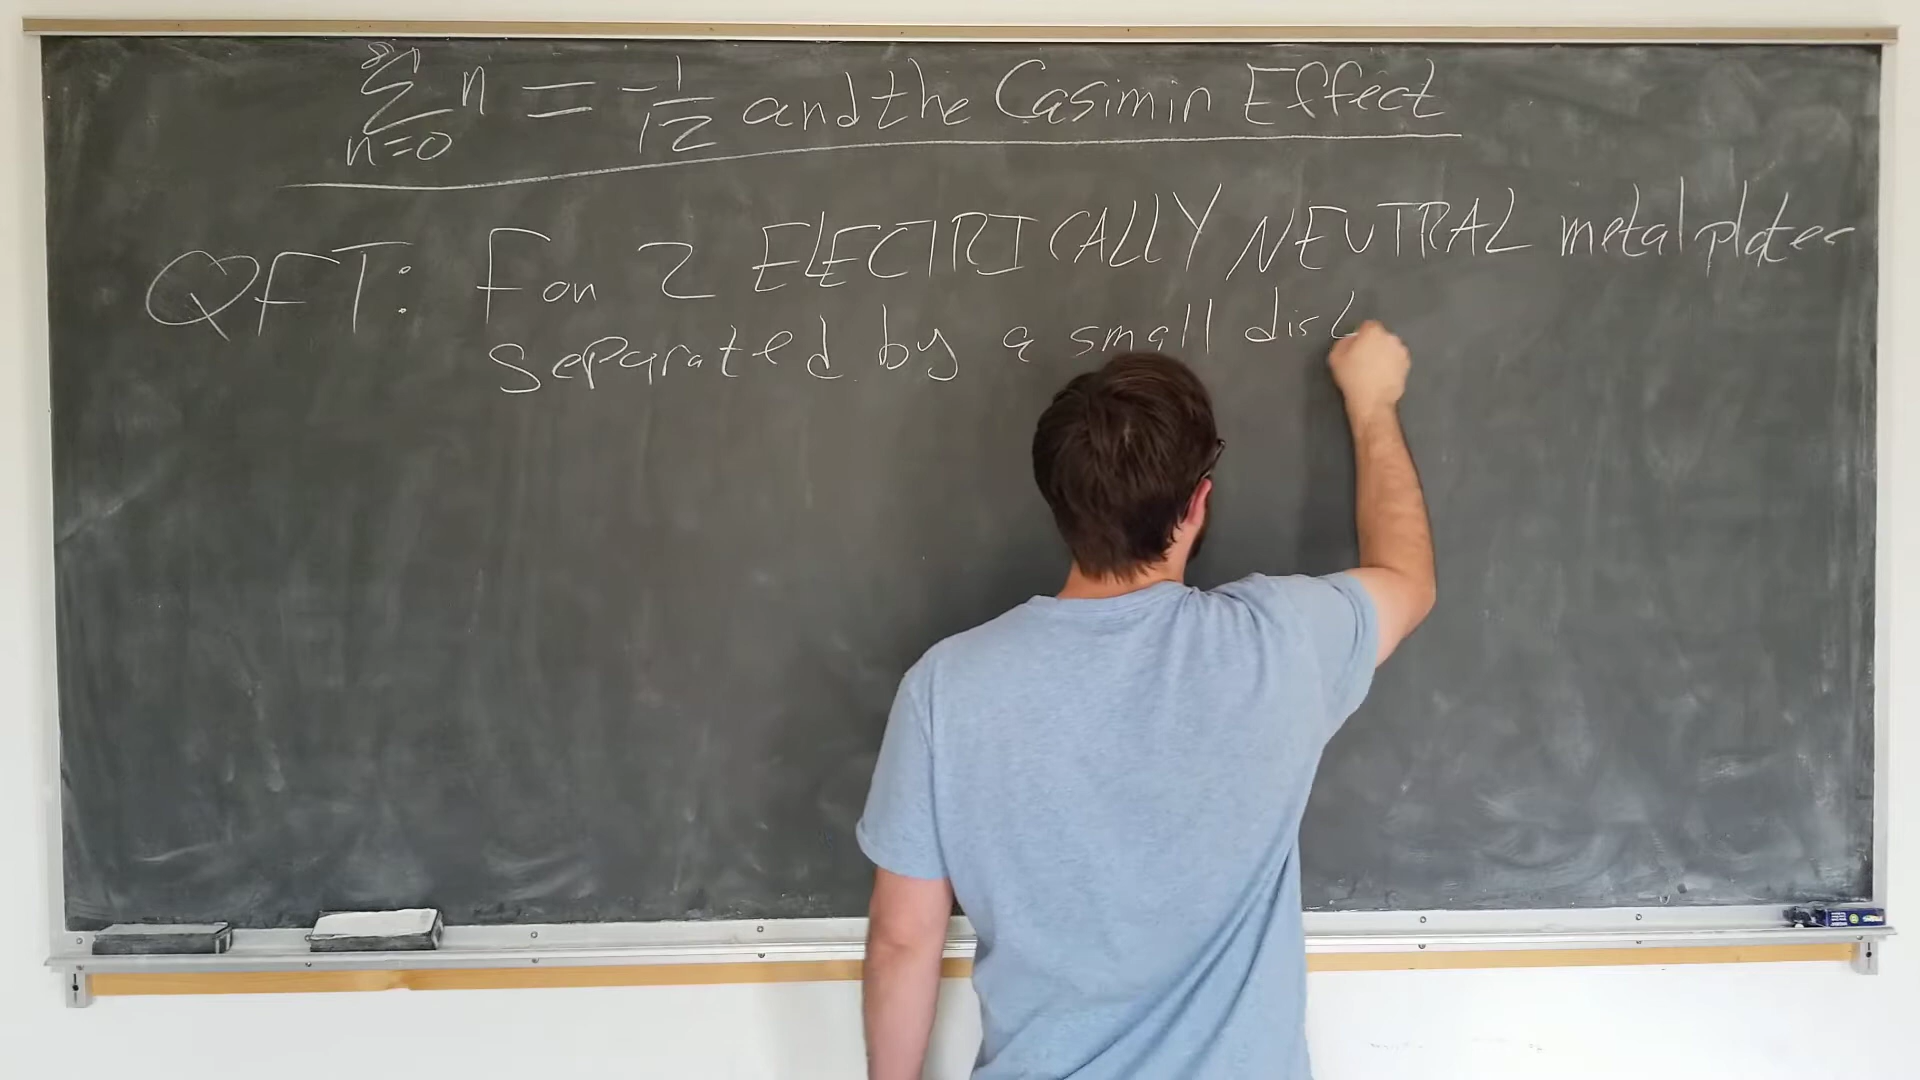 ∞ ∑ n=0 n = -1/12 and the Casimir Effect
QFT: For 2 ELECTRICALLY NEUTRAL metal plates
separated by a small dist